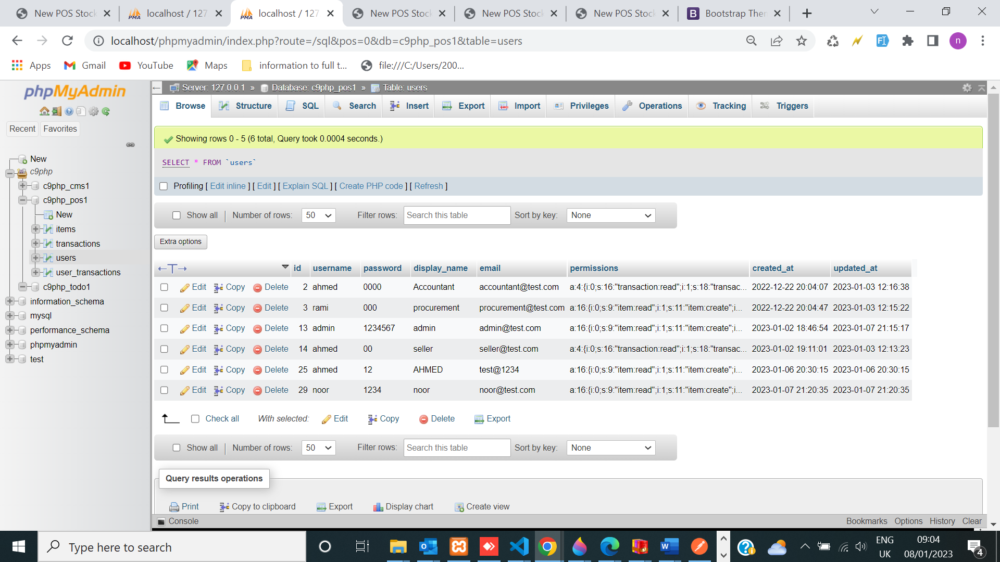 New POS Stock
localhost / 127
localhost / 127
New POS Stock
New POS Stock
New POS Stock
Bootstrap Then
localhost/phpmyadmin/index.php?route=/sql&pos=0&db=c9php_pos1&table=users
n
Apps
Gmail
YouTube
Maps
information to full t...
file:///C:/Users/200...
phpMyAdmin
Recent
Favorites
New
c9php
c9php_cms1
c9php_pos1
New
items
transactions
users
user_transactions
c9php_todo1
information_schema
mysql
performance_schema
phpmyadmin
test
Server: 127.0.0.1 » Database: c9php_pos1 » Table: users
Browse Structure SQL Search Insert Export Import Privileges Operations Tracking Triggers
Showing rows 0 - 5 (6 total, Query took 0.0004 seconds.)
SELECT * FROM `users`
Profiling [ Edit inline ] [ Edit ] [ Explain SQL ] [ Create PHP code ] [ Refresh ]
Show all | Number of rows: 50 Filter rows: Search this table Sort by key: None
Extra options
←T→ id username password display_name email permissions created_at updated_at
Edit Copy Delete 2 ahmed 0000 Accountant accountant@test.com a:4:{i:0;s:16:"transaction:read";i:1;s:18:"transac... 2022-12-22 20:04:07 2023-01-03 12:16:38
Edit Copy Delete 3 rami 000 procurement procurement@test.com a:16:{i:0;s:9:"item:read";i:1;s:11:"item:create";i... 2022-12-22 20:04:47 2023-01-03 12:15:22
Edit Copy Delete 13 admin 1234567 admin admin@test.com a:16:{i:0;s:9:"item:read";i:1;s:11:"item:create";i... 2023-01-02 18:46:54 2023-01-07 21:15:17
Edit Copy Delete 14 ahmed 00 seller seller@test.com a:4:{i:0;s:16:"transaction:read";i:1;s:18:"transac... 2023-01-02 19:11:01 2023-01-03 12:13:23
Edit Copy Delete 25 ahmed 12 AHMED test@1234 a:16:{i:0;s:9:"item:read";i:1;s:11:"item:create";i... 2023-01-06 20:30:15 2023-01-06 20:30:15
Edit Copy Delete 29 noor 1234 noor noor@test.com a:16:{i:0;s:9:"item:read";i:1;s:11:"item:create";i... 2023-01-07 21:20:35 2023-01-07 21:20:35
Check all With selected: Edit Copy Delete Export
Show all | Number of rows: 50 Filter rows: Search this table Sort by key: None
Query results operations
Print Copy to clipboard Export Display chart Create view
Console
Bookmarks Options History Clear
Type here to search
ENG
UK
09:04
08/01/2023
4